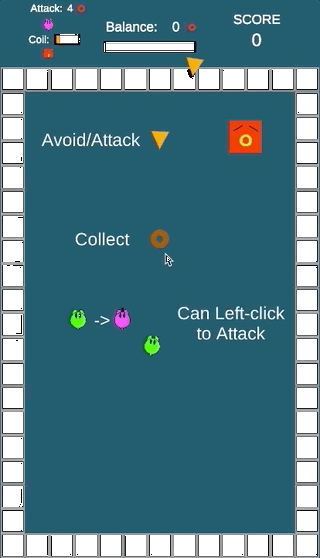 Attack: 4
Balance: 0
SCORE
0
Coil:
Avoid/Attack
Collect
->
Can Left-click
to Attack